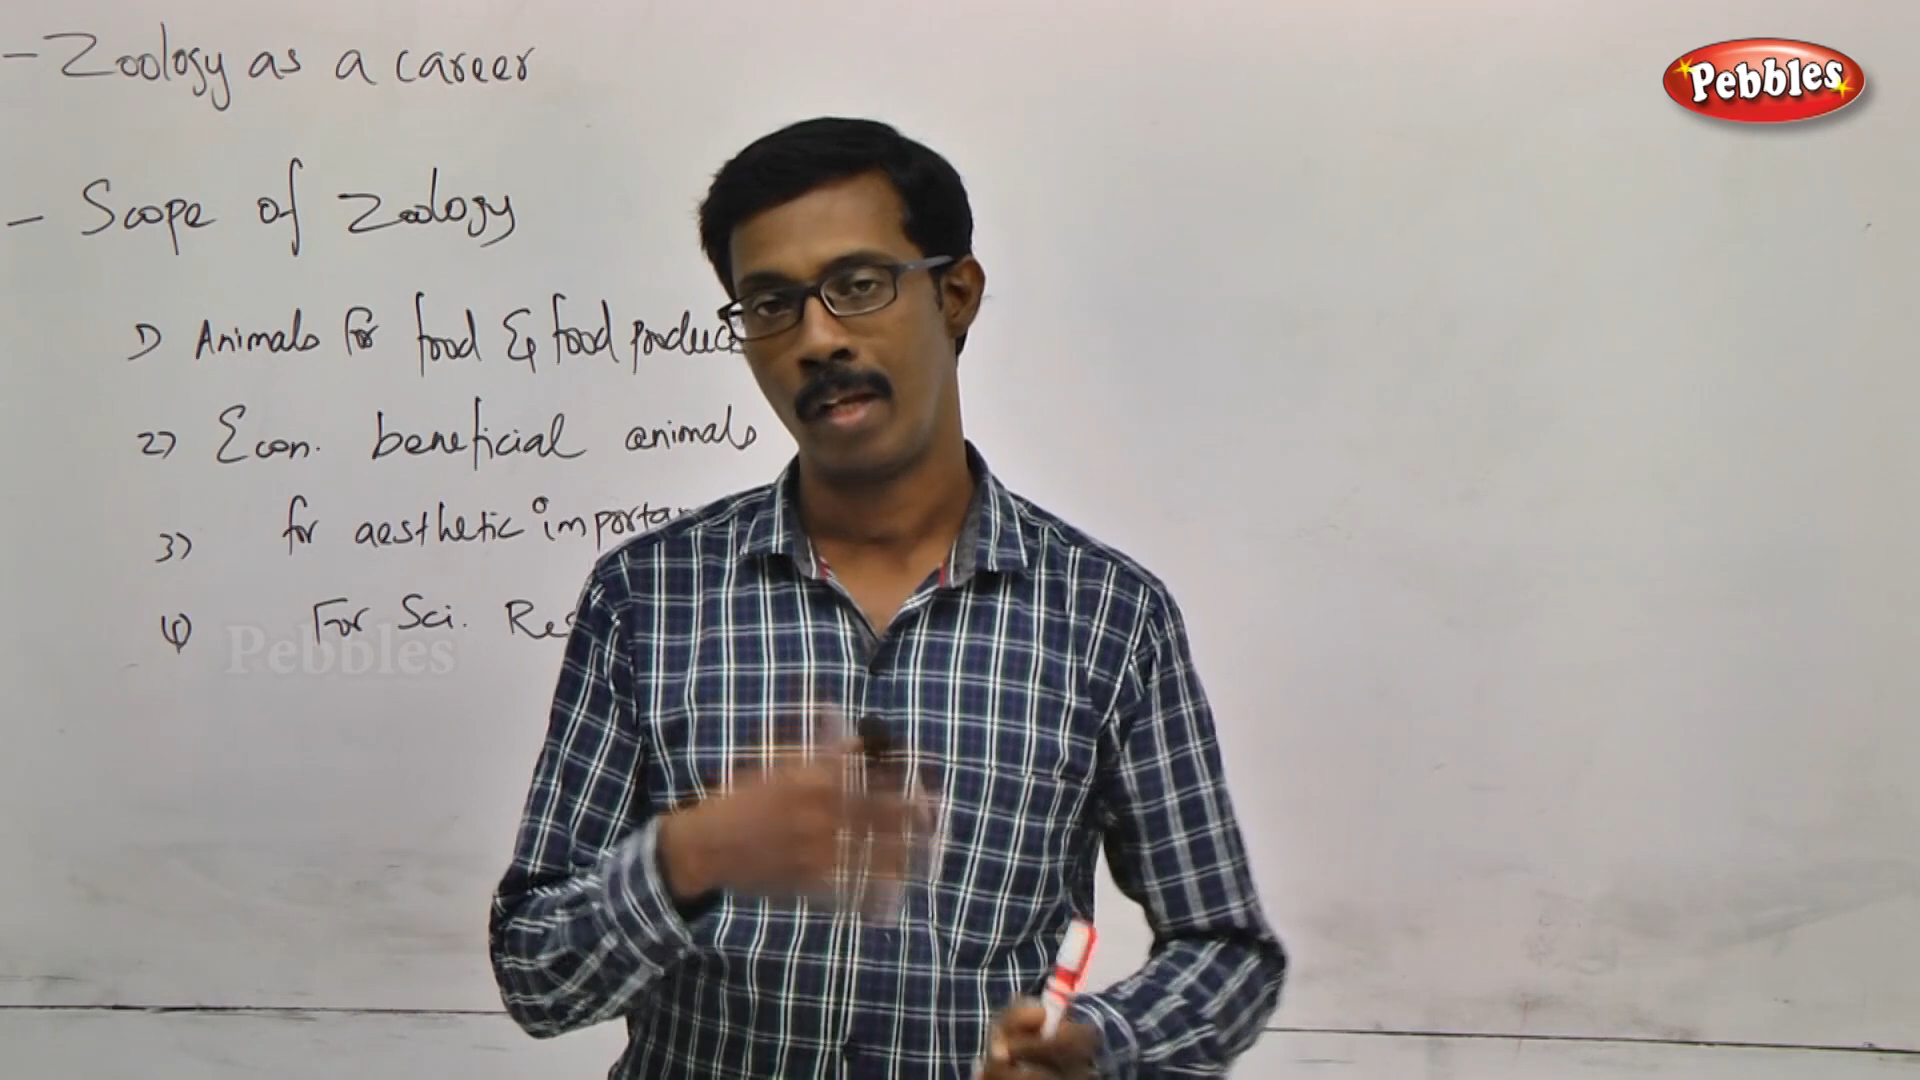 - Zoology as a career
- Scope of Zoology
1) Animals for food & food produc
2) Econ. beneficial animals
3) for aesthetic importan
4) For Sci. Res
Pebbles
Pebbles